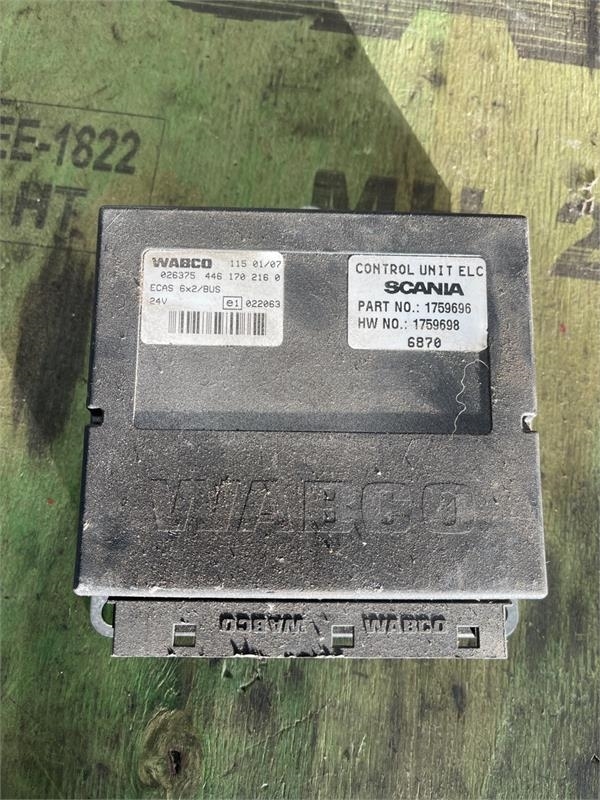 EE-1822
HT
WABCO 115 01/07
026375 446 170 216 0
ECAS 6x2/BUS
24V e1 022063
CONTROL UNIT ELC
SCANIA
PART NO.: 1759696
HW NO.: 1759698
6870
WABCO
WABCO WABCO